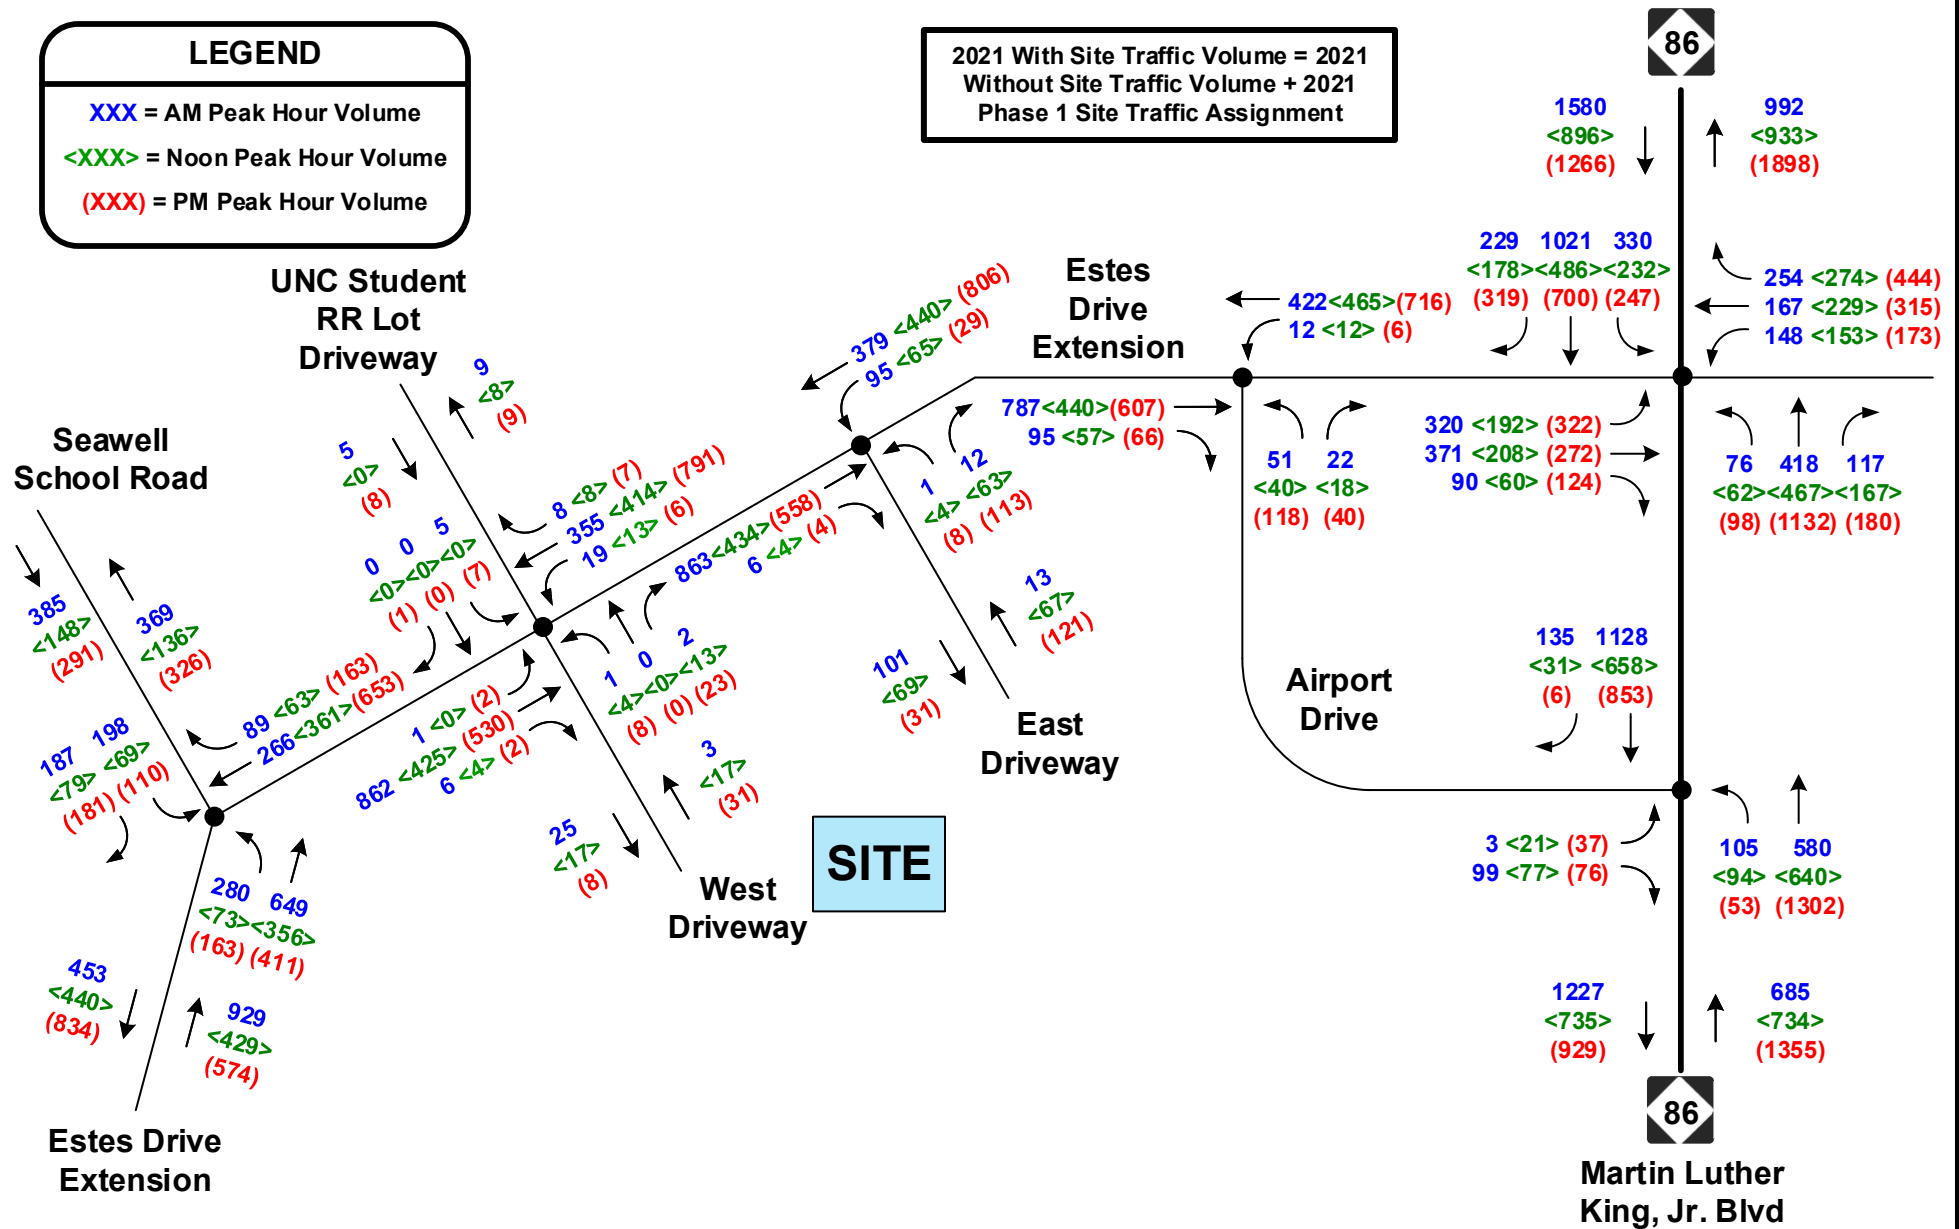 LEGEND
XXX = AM Peak Hour Volume
<XXX> = Noon Peak Hour Volume
(XXX) = PM Peak Hour Volume
2021 With Site Traffic Volume = 2021
Without Site Traffic Volume + 2021
Phase 1 Site Traffic Assignment
86
1580
<896>
(1266)
992
<933>
(1898)
229 1021 330
<178><486><232>
(319) (700) (247)
254 <274> (444)
167 <229> (315)
148 <153> (173)
Estes
Drive
Extension
422<465>(716)
12 <12> (6)
379 <440> (806)
95 <65> (29)
787<440>(607)
95 <57> (66)
51 22
<40> <18>
(118) (40)
320 <192> (322)
371 <208> (272)
90 <60> (124)
76 418 117
<62><467><167>
(98) (1132) (180)
UNC Student
RR Lot
Driveway
9
<8>
(9)
5
<0>
(8)
8 <8> (7)
355 <414> (791)
19 <13> (6)
0 0 5
<0><0><0>
(1) (0) (7)
863<434>(558)
6 <4> (4)
1 12
<4> <63>
(8) (113)
13
<67>
(121)
101
<69>
(31)
East
Driveway
Seawell
School Road
385
<148>
(291)
369
<136>
(326)
89 <63> (163)
266<361>(653)
187 198
<79> <69>
(181) (110)
1 <0> (2)
862 <425> (530)
6 <4> (2)
1 0 2
<4><0><13>
(8) (0) (23)
3
<17>
(31)
25
<17>
(8)
West
Driveway
SITE
280 649
<73><356>
(163) (411)
453
<440>
(834)
929
<429>
(574)
Estes Drive
Extension
Airport
Drive
135 1128
<31> <658>
(6) (853)
3 <21> (37)
99 <77> (76)
105 580
<94> <640>
(53) (1302)
1227
<735>
(929)
685
<734>
(1355)
86
Martin Luther
King, Jr. Blvd